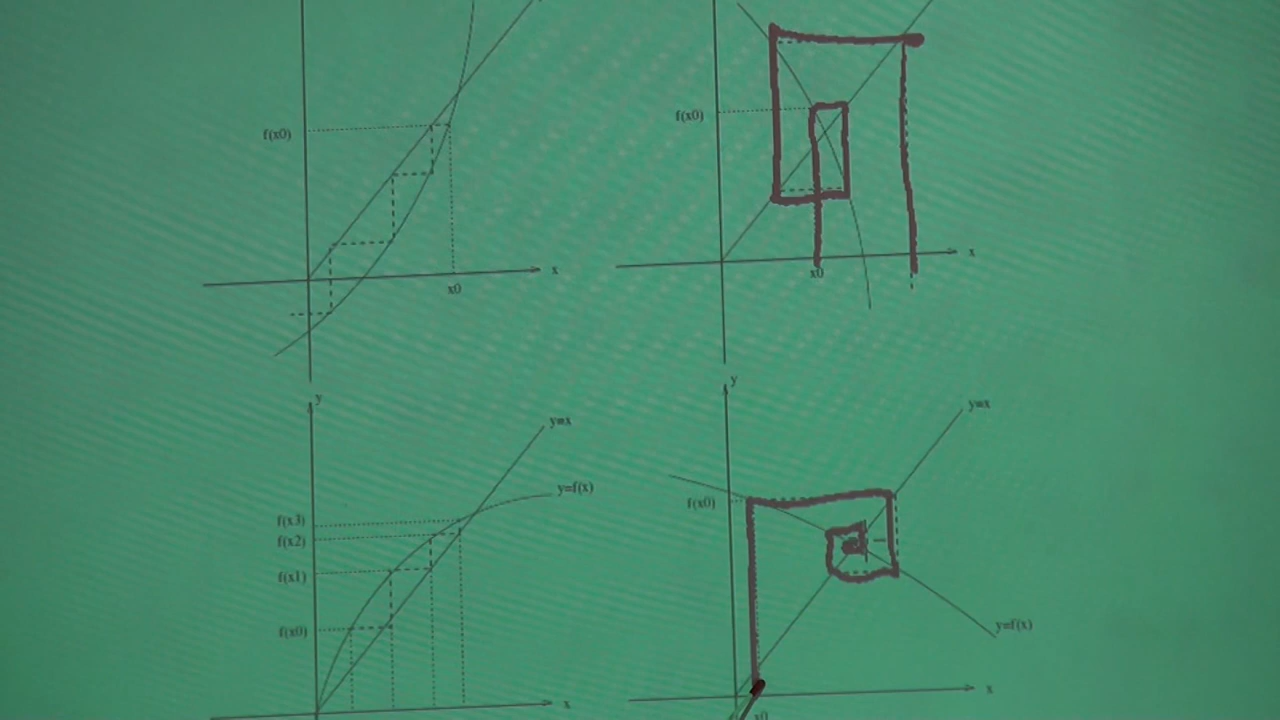 f(x0)
x
x0
f(x0)
x
x0
y
y=x
y=f(x)
f(x3)
f(x2)
f(x1)
f(x0)
x
y
y=x
f(x0)
y=f(x)
x
x0